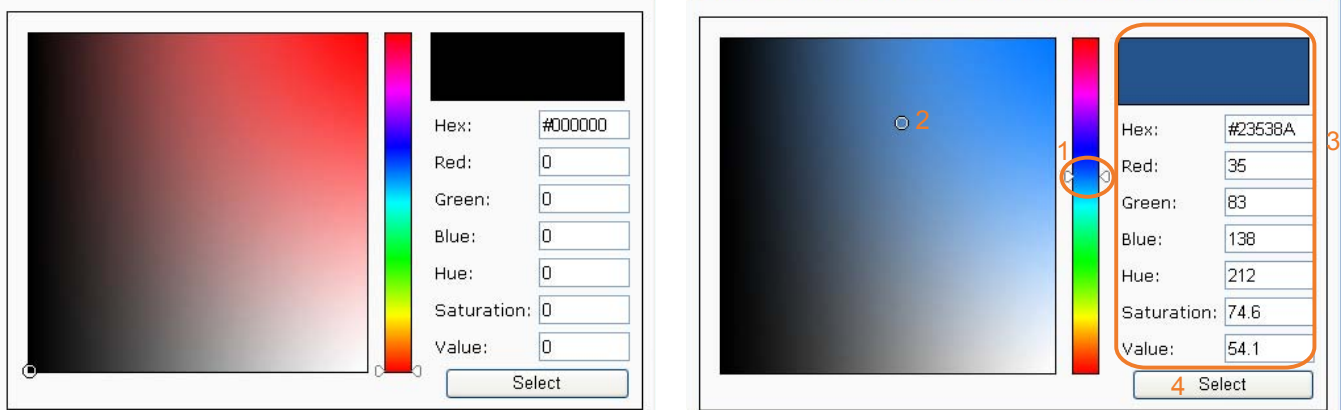 Hex: #000000
Red: 0
Green: 0
Blue: 0
Hue: 0
Saturation: 0
Value: 0
Select
2
1
3
Hex: #23538A
Red: 35
Green: 83
Blue: 138
Hue: 212
Saturation: 74.6
Value: 54.1
4 Select